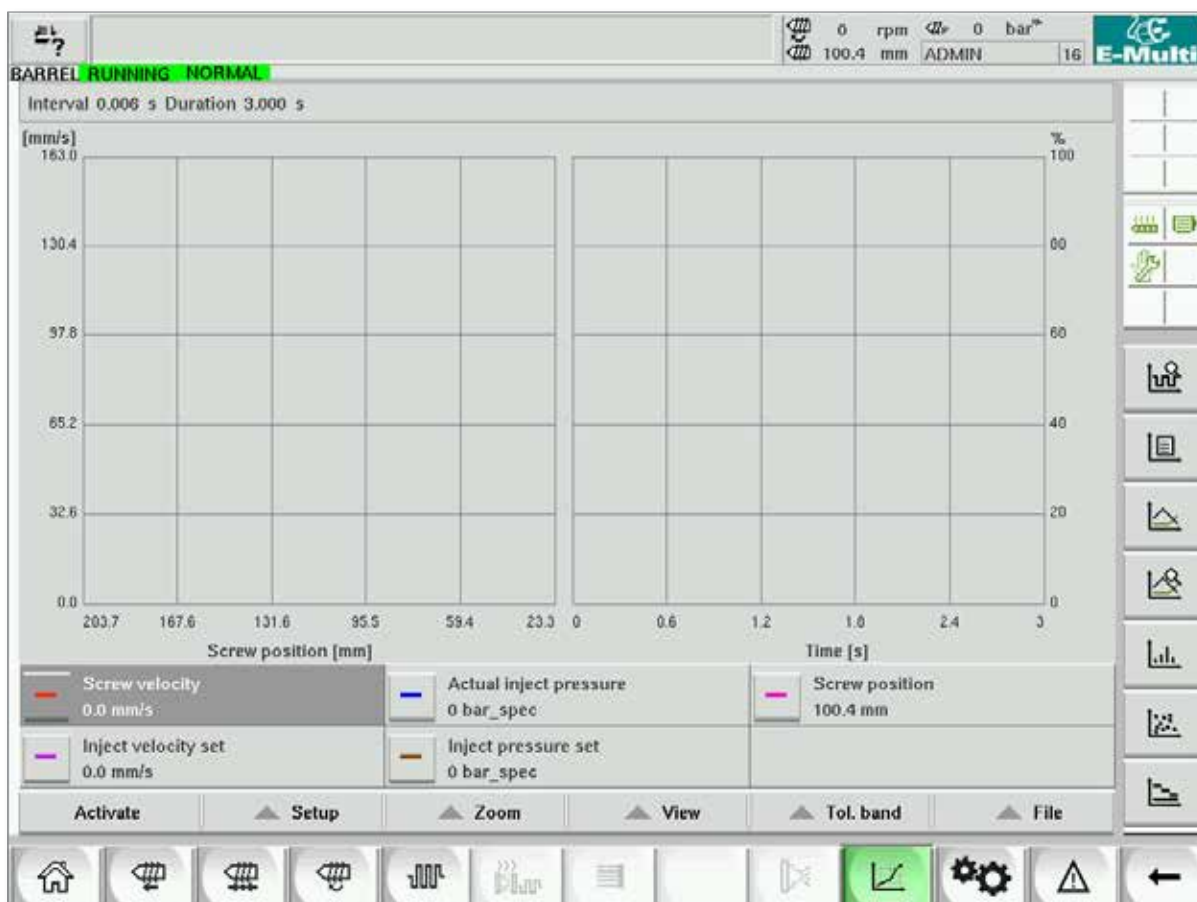 ?
0 rpm 0 bar
100.4 mm ADMIN 16
E-Multi
BARREL RUNNING NORMAL
Interval 0.006 s Duration 3.000 s
[mm/s] %
163.0 100
130.4 80
97.8 60
65.2 40
32.6 20
0.0 0
203.7 167.6 131.6 95.5 59.4 23.3 0 0.6 1.2 1.8 2.4 3
Screw position [mm] Time [s]
Screw velocity Actual inject pressure Screw position
0.0 mm/s 0 bar_spec 100.4 mm
Inject velocity set Inject pressure set
0.0 mm/s 0 bar_spec
Activate Setup Zoom View Tol. band File